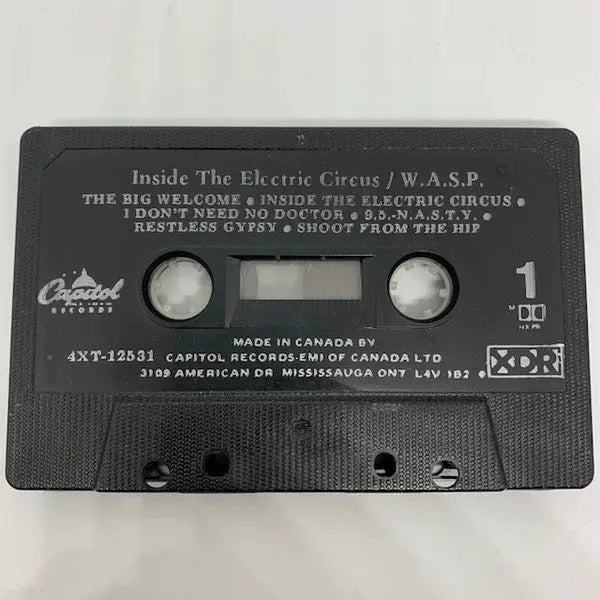 Inside The Electric Circus / W.A.S.P.
THE BIG WELCOME • INSIDE THE ELECTRIC CIRCUS •
I DON'T NEED NO DOCTOR • 9.5.-N.A.S.T.Y. •
RESTLESS GYPSY • SHOOT FROM THE HIP
Capitol
RECORDS
1
4XT-12531
MADE IN CANADA BY
CAPITOL RECORDS-EMI OF CANADA LTD
3109 AMERICAN DR. MISSISSAUGA ONT L4V 1B2 •
XDR